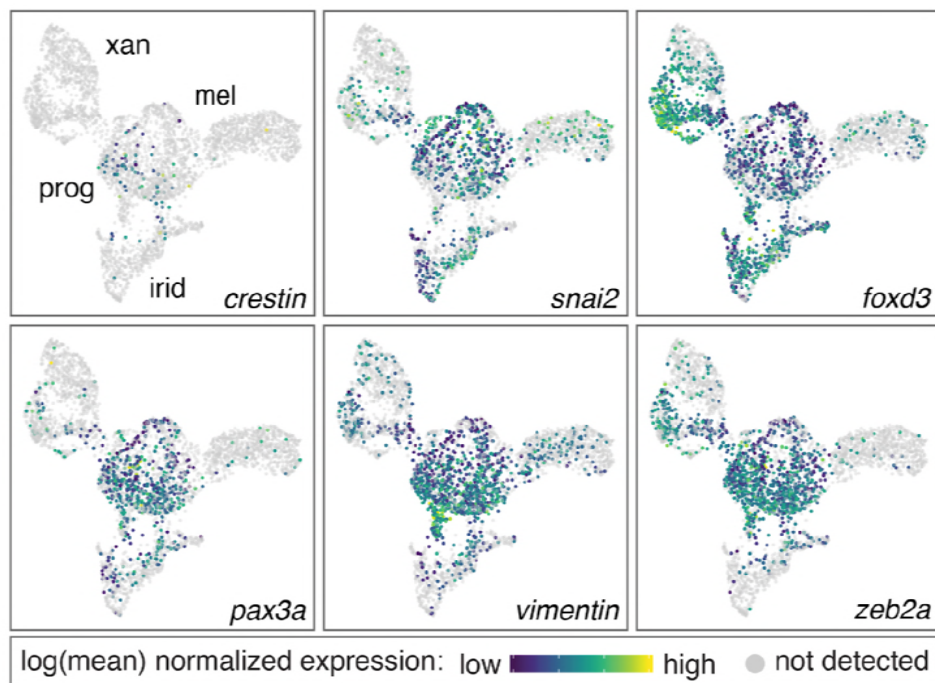 xan
mel
prog
irid
crestin
snai2
foxd3
pax3a
vimentin
zeb2a
log(mean) normalized expression: low high not detected